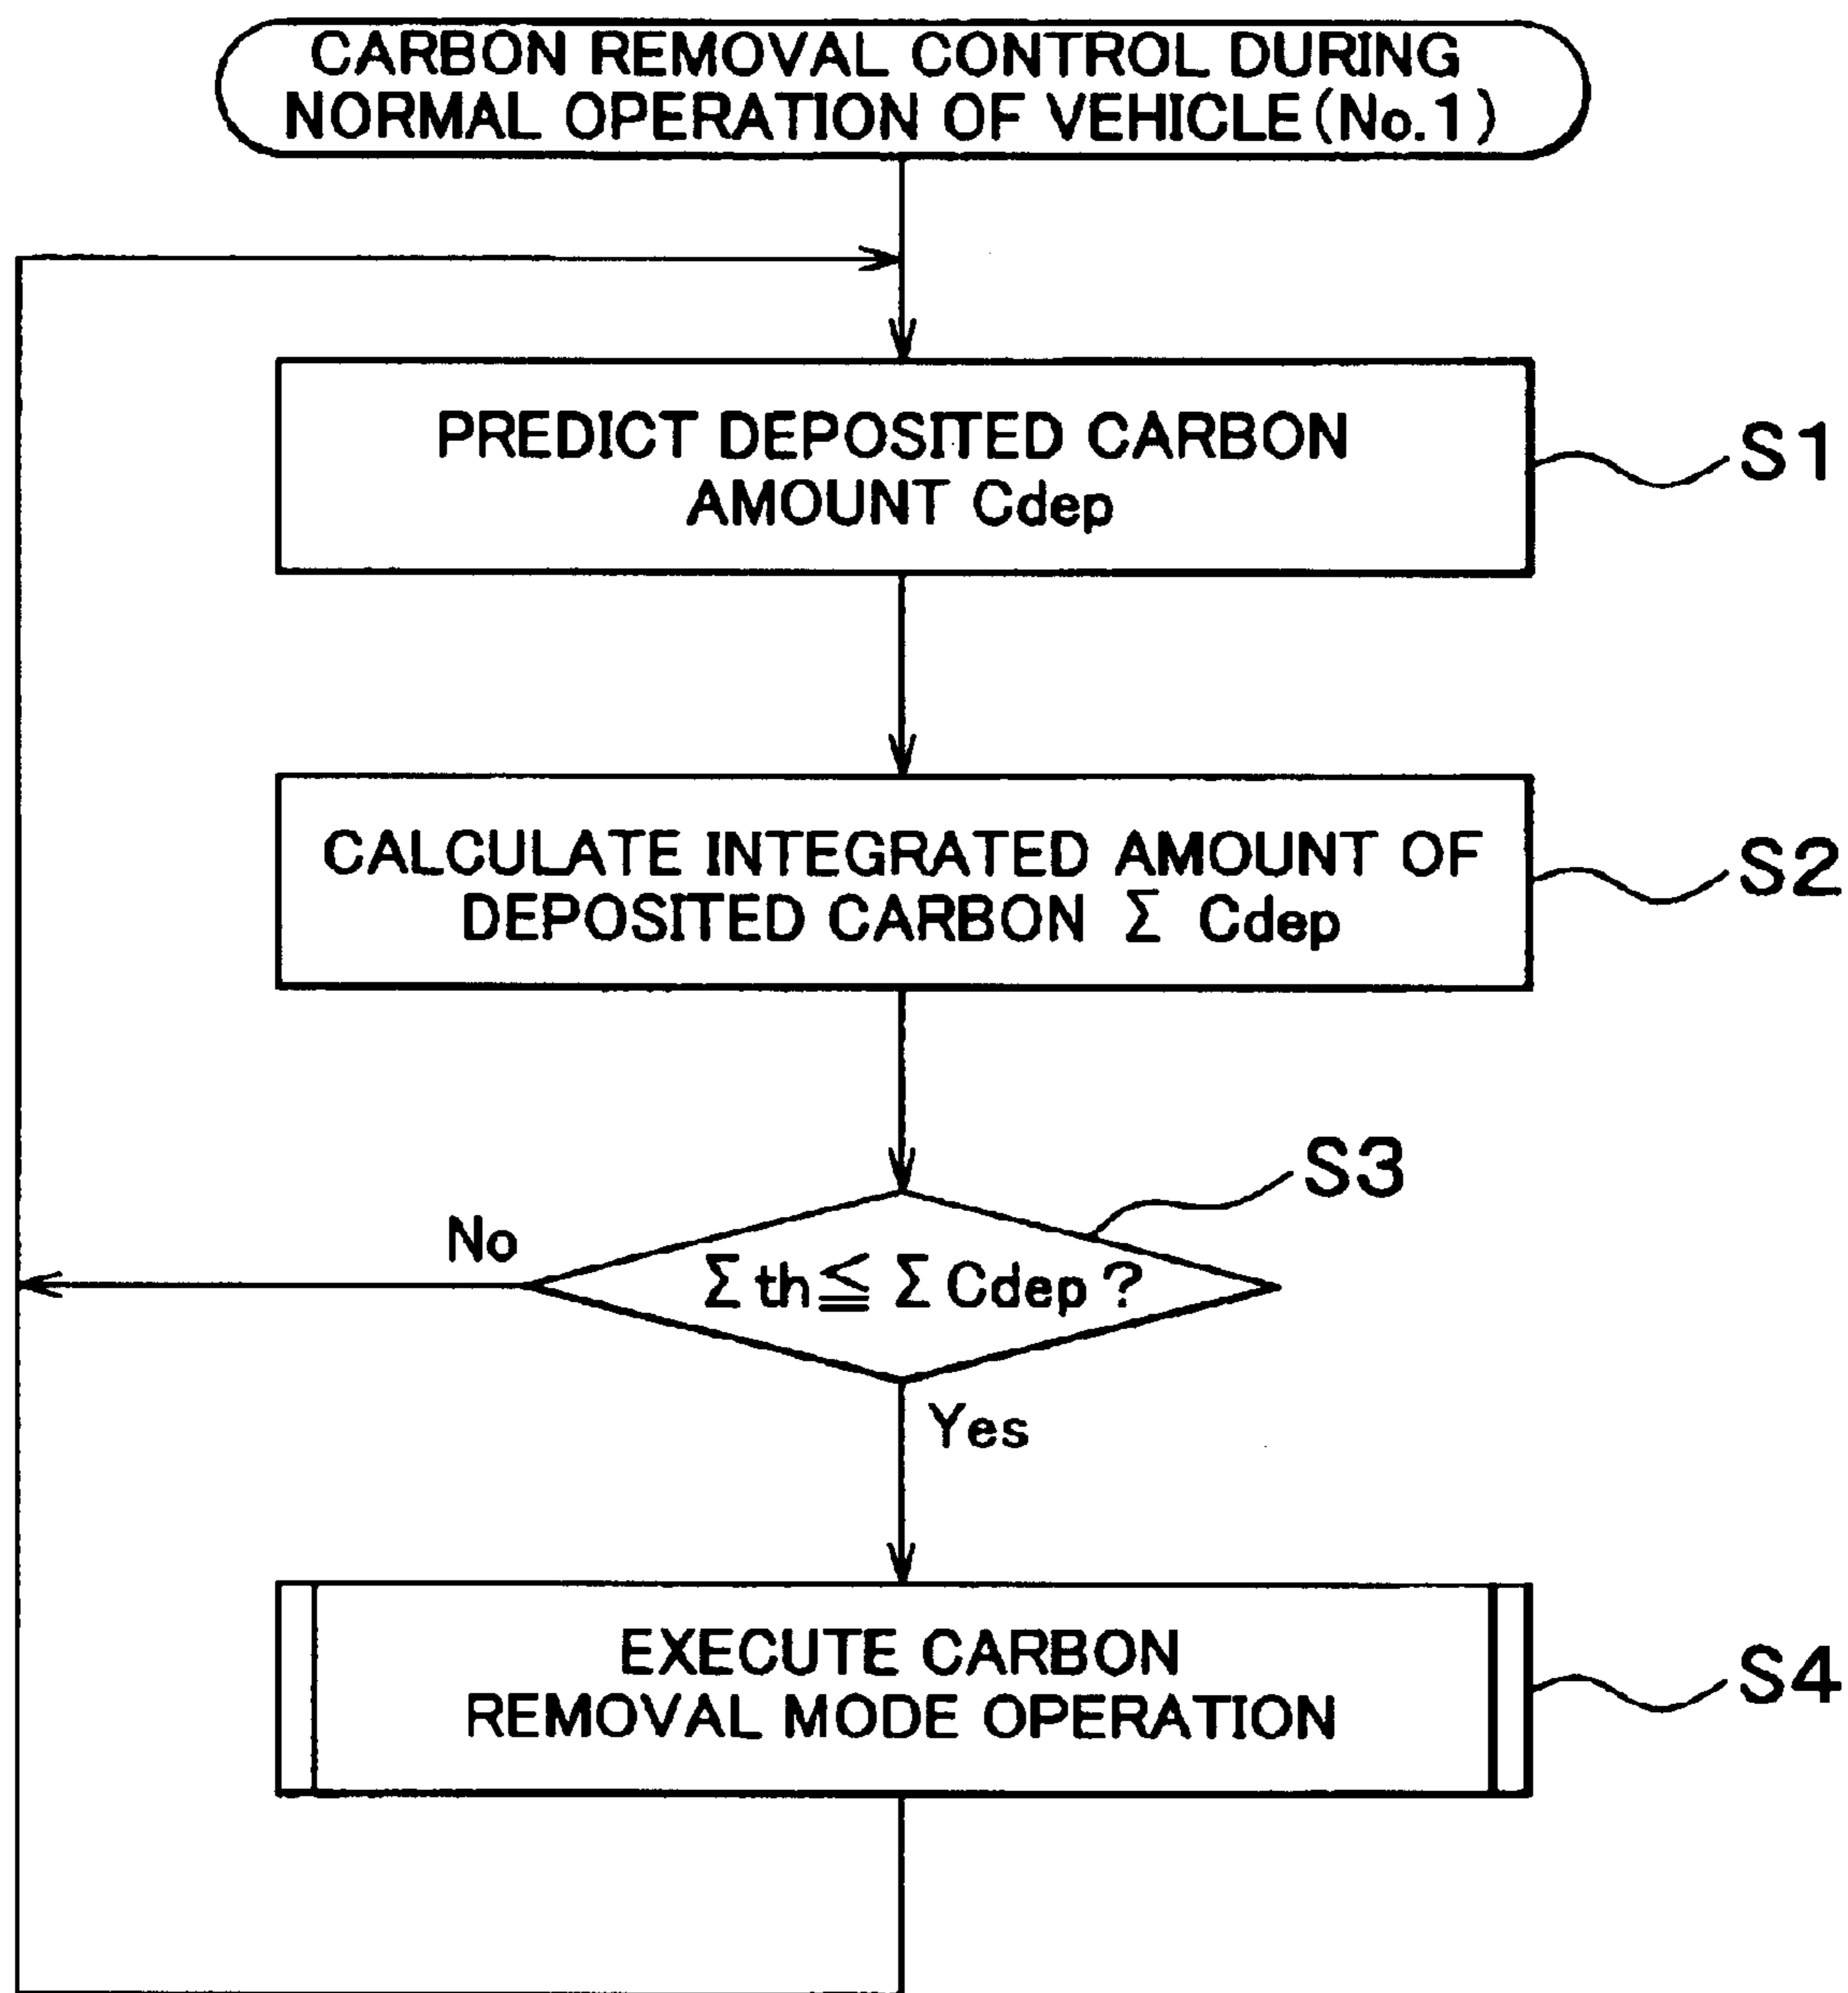 CARBON REMOVAL CONTROL DURING
NORMAL OPERATION OF VEHICLE (No.1)
PREDICT DEPOSITED CARBON
AMOUNT Cdep
S1
CALCULATE INTEGRATED AMOUNT OF
DEPOSITED CARBON Σ Cdep
S2
S3
No
Σ th ≦ Σ Cdep ?
Yes
EXECUTE CARBON
REMOVAL MODE OPERATION
S4